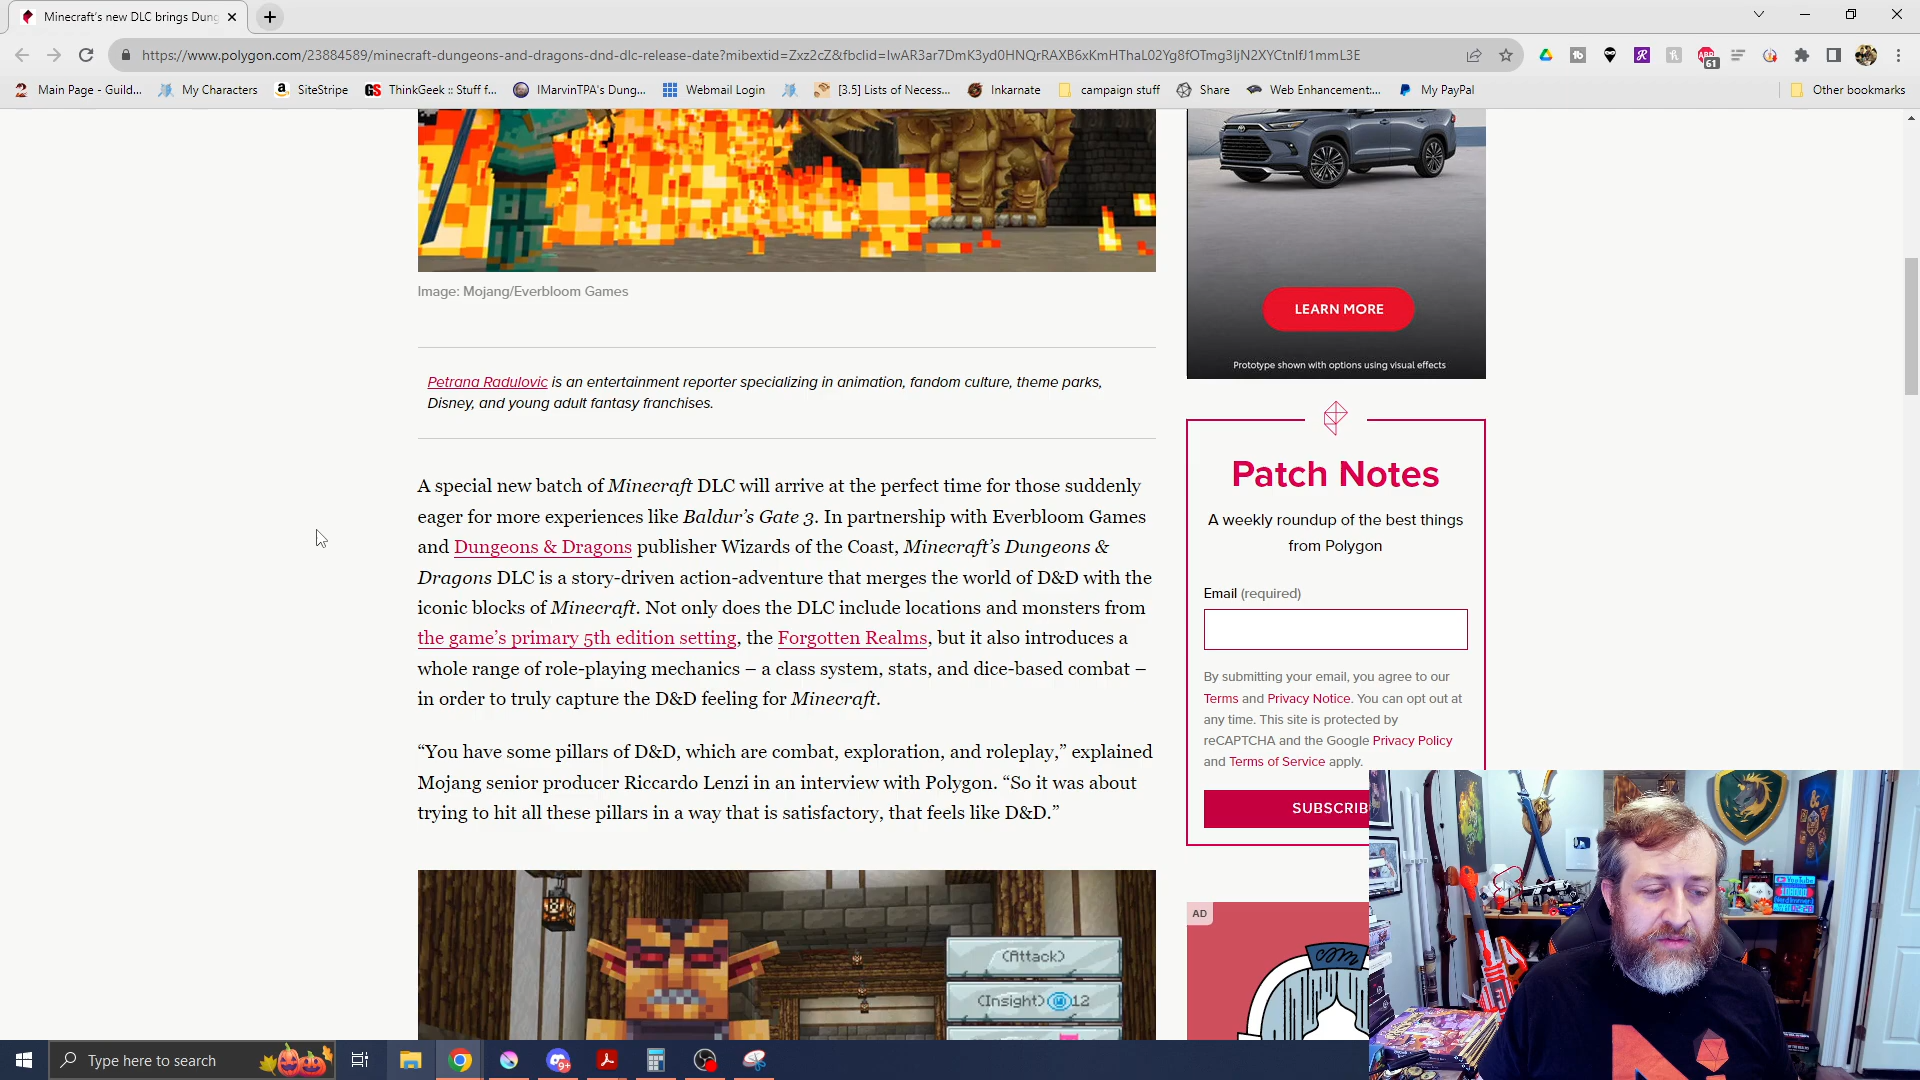 Minecraft's new DLC brings Dung
https://www.polygon.com/23884589/minecraft-dungeons-and-dragons-dnd-dlc-release-date?mibextid=Zxz2cZ&fbclid=IwAR3ar7DmK3yd0HNQrRAXB6xKmHThaL02Yg8fOTmg3IjN2XYCtnIfJ1mmL3E
61
Main Page - Guild...
My Characters
SiteStripe
ThinkGeek :: Stuff f...
IMarvinTPA's Dung...
Webmail Login
[3.5] Lists of Necess...
Inkarnate
campaign stuff
Share
Web Enhancement:...
My PayPal
Other bookmarks
Image: Mojang/Everbloom Games
Petrana Radulovic is an entertainment reporter specializing in animation, fandom culture, theme parks,
Disney, and young adult fantasy franchises.
A special new batch of Minecraft DLC will arrive at the perfect time for those suddenly
eager for more experiences like Baldur's Gate 3. In partnership with Everbloom Games
and Dungeons & Dragons publisher Wizards of the Coast, Minecraft's Dungeons &
Dragons DLC is a story-driven action-adventure that merges the world of D&D with the
iconic blocks of Minecraft. Not only does the DLC include locations and monsters from
the game's primary 5th edition setting, the Forgotten Realms, but it also introduces a
whole range of role-playing mechanics – a class system, stats, and dice-based combat –
in order to truly capture the D&D feeling for Minecraft.
“You have some pillars of D&D, which are combat, exploration, and roleplay,” explained
Mojang senior producer Riccardo Lenzi in an interview with Polygon. “So it was about
trying to hit all these pillars in a way that is satisfactory, that feels like D&D.”
(Attack)
(Insight) 12
LEARN MORE
Prototype shown with options using visual effects
Patch Notes
A weekly roundup of the best things
from Polygon
Email (required)
By submitting your email, you agree to our
Terms and Privacy Notice. You can opt out at
any time. This site is protected by
reCAPTCHA and the Google Privacy Policy
and Terms of Service apply.
SUBSCRIB
AD
YouTube
Type here to search
9+